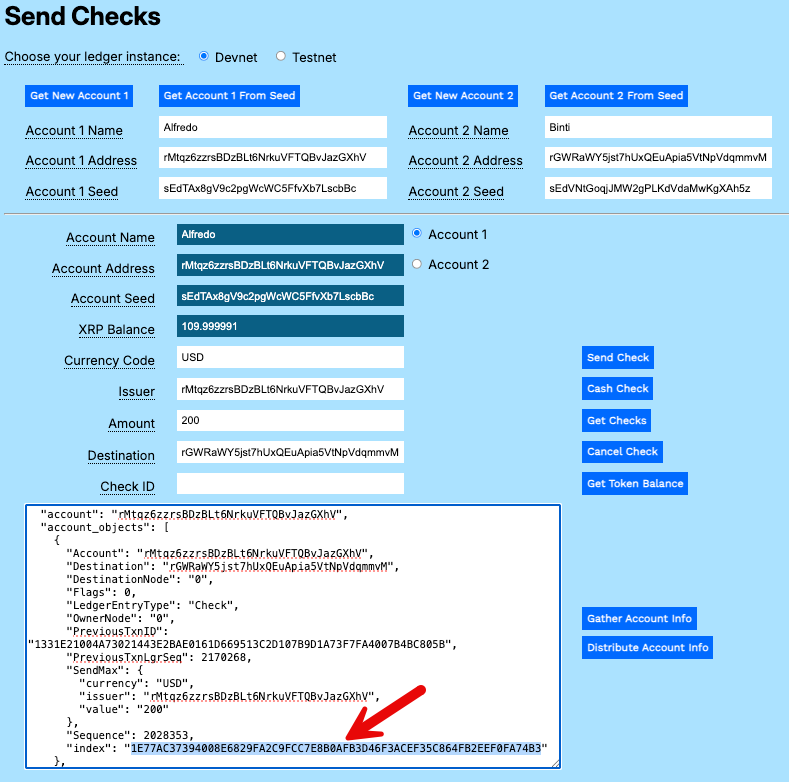 Send Checks
Choose your ledger instance: Devnet Testnet
Get New Account 1 Get Account 1 From Seed Get New Account 2 Get Account 2 From Seed
Account 1 Name Alfredo Account 2 Name Binti
Account 1 Address rMtqz6zzrsBDzBLt6NrkuVFTQBvJazGXhV Account 2 Address rGWRaWY5jst7hUxQEuApia5VtNpVdqmmvM
Account 1 Seed sEdTAx8gV9c2pgWcWC5FfvXb7LscbBc Account 2 Seed sEdVNtGoqjJMW2gPLKdVdaMwKgXAh5z
Account Name Alfredo Account 1
Account Address rMtqz6zzrsBDzBLt6NrkuVFTQBvJazGXhV Account 2
Account Seed sEdTAx8gV9c2pgWcWC5FfvXb7LscbBc
XRP Balance 109.999991
Currency Code USD Send Check
Issuer rMtqz6zzrsBDzBLt6NrkuVFTQBvJazGXhV Cash Check
Amount 200 Get Checks
Destination rGWRaWY5jst7hUxQEuApia5VtNpVdqmmvM Cancel Check
Check ID Get Token Balance
"account": "rMtqz6zzrsBDzBLt6NrkuVFTQBvJazGXhV",
"account_objects": [
{
"Account": "rMtqz6zzrsBDzBLt6NrkuVFTQBvJazGXhV",
"Destination": "rGWRaWY5jst7hUxQEuApia5VtNpVdqmmvM",
"DestinationNode": "0",
"Flags": 0,
"LedgerEntryType": "Check",
"OwnerNode": "0",
"PreviousTxnID":
"1331E21004A73021443E2BAE0161D669513C2D107B9D1A73F7FA4007B4BC805B",
"PreviousTxnLgrSeq": 2170268,
"SendMax": {
"currency": "USD",
"issuer": "rMtqz6zzrsBDzBLt6NrkuVFTQBvJazGXhV",
"value": "200"
},
"Sequence": 2028353,
"index": "1E77AC37394008E6829FA2C9FCC7E8B0AFB3D46F3ACEF35C864FB2EEF0FA74B3"
},
Gather Account Info
Distribute Account Info